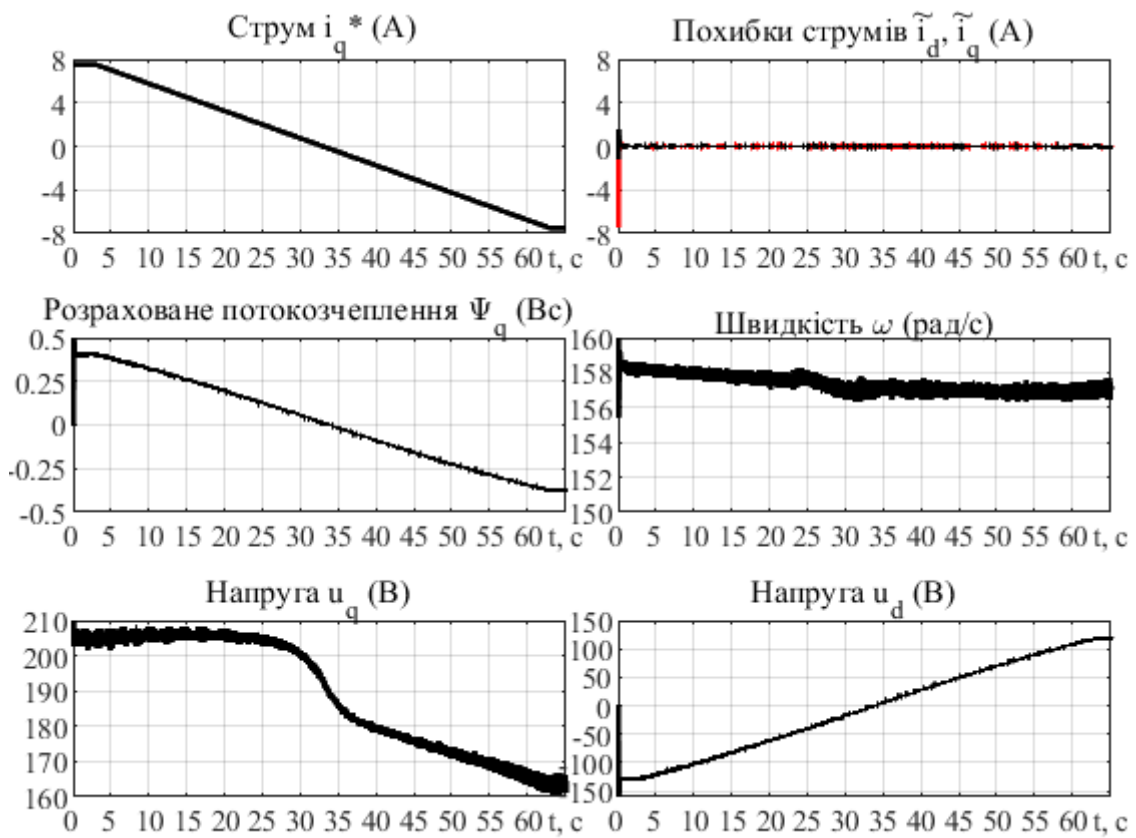 Струм i_q* (А)
8
4
0
-4
-8
0 5 10 15 20 25 30 35 40 45 50 55 60 t, c
Похибки струмів ĩ_d, ĩ_q (А)
8
4
0
-4
-8
0 5 10 15 20 25 30 35 40 45 50 55 60 t, c
Розраховане потокозчеплення Ψ_q (Вс)
0.5
0.25
0
-0.25
-0.5
0 5 10 15 20 25 30 35 40 45 50 55 60 t, c
Швидкість ω (рад/с)
160
158
156
154
152
150
0 5 10 15 20 25 30 35 40 45 50 55 60 t, c
Напруга u_q (В)
210
200
190
180
170
160
0 5 10 15 20 25 30 35 40 45 50 55 60 t, c
Напруга u_d (В)
150
100
50
0
-50
-100
150
0 5 10 15 20 25 30 35 40 45 50 55 60 t, c